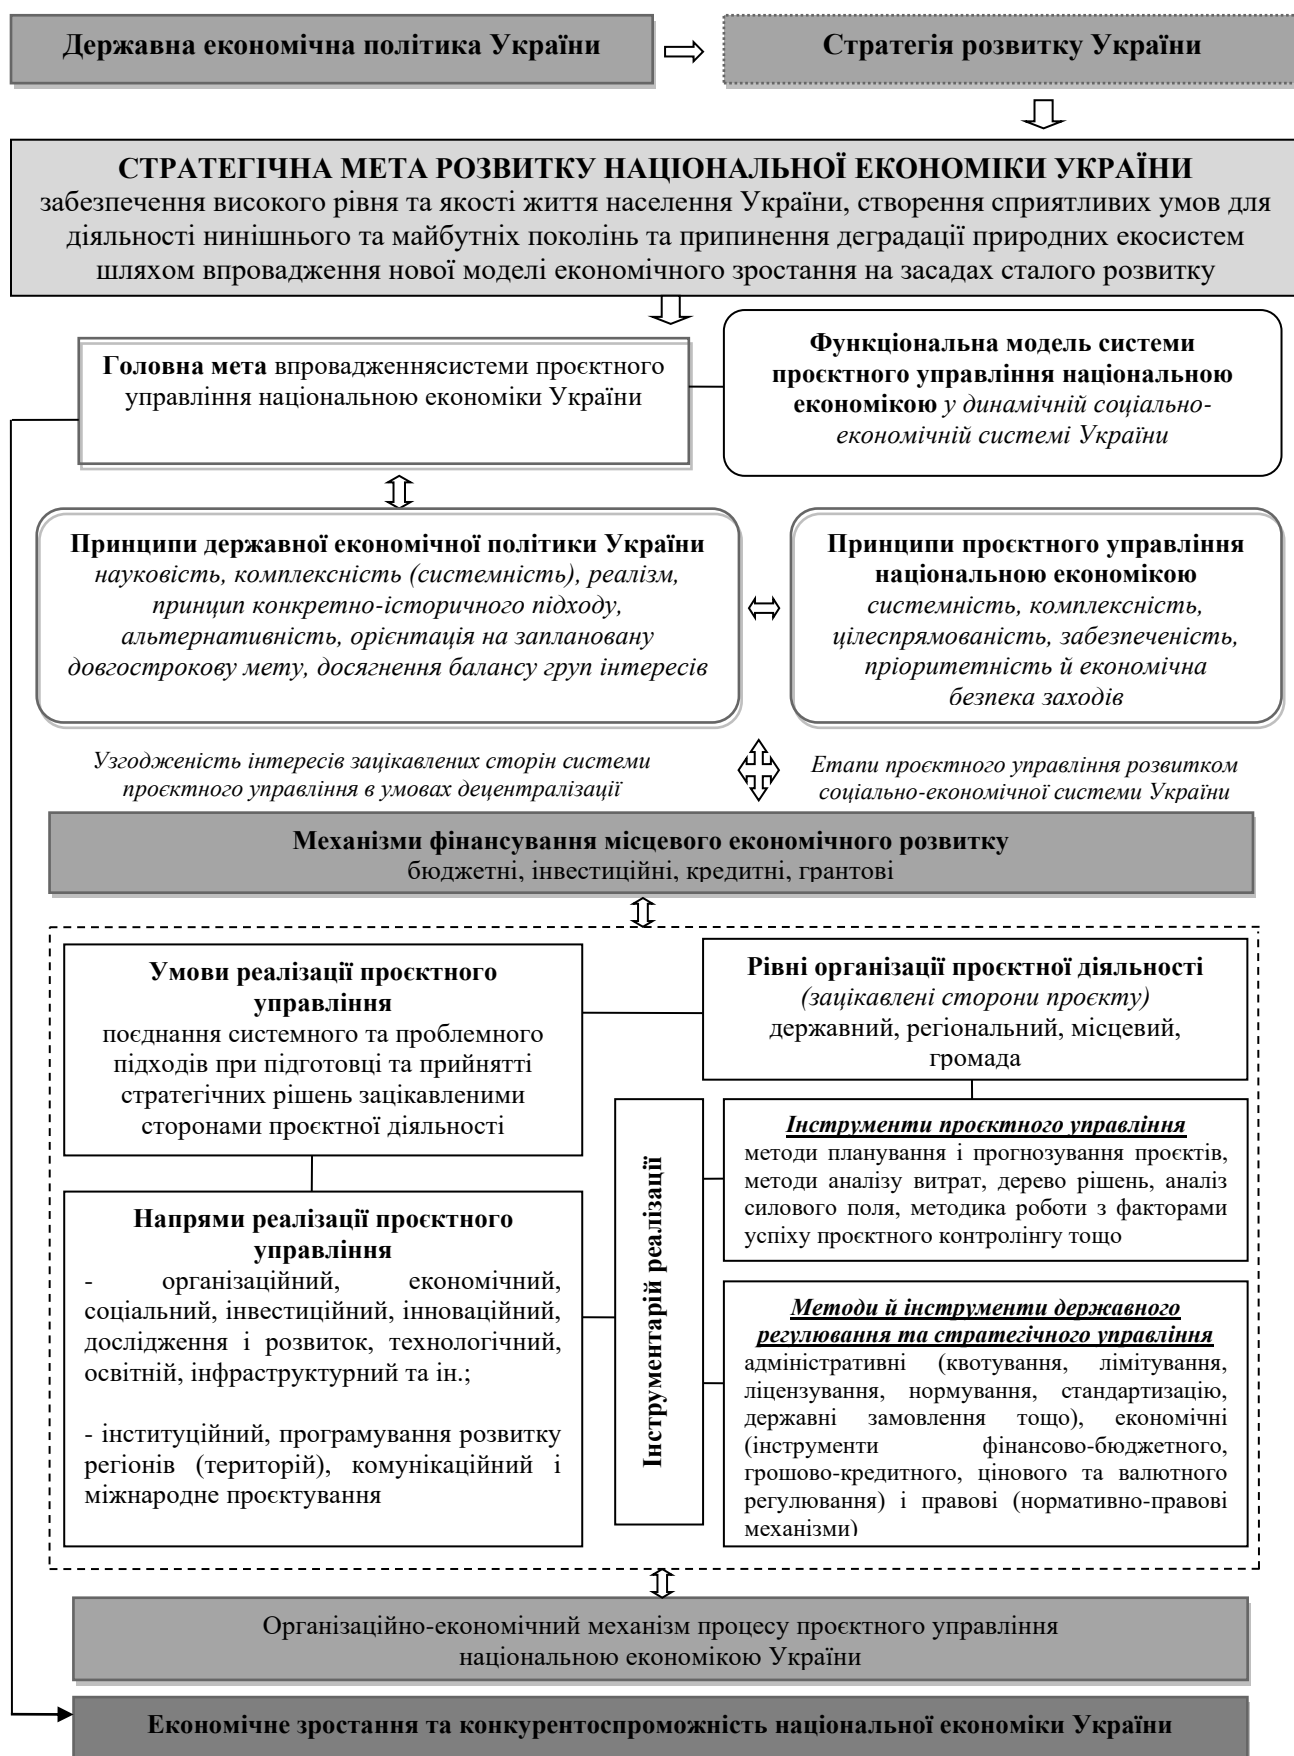 Державна економічна політика України
Стратегія розвитку України
СТРАТЕГІЧНА МЕТА РОЗВИТКУ НАЦІОНАЛЬНОЇ ЕКОНОМІКИ УКРАЇНИ
забезпечення високого рівня та якості життя населення України, створення сприятливих умов для
діяльності нинішнього та майбутніх поколінь та припинення деградації природних екосистем
шляхом впровадження нової моделі економічного зростання на засадах сталого розвитку
Головна мета впровадженнясистеми проєктного
управління національною економіки України
Функціональна модель системи
проєктного управління національною
економікою у динамічній соціально-
економічній системі України
Принципи державної економічної політики України
науковість, комплексність (системність), реалізм,
принцип конкретно-історичного підходу,
альтернативність, орієнтація на заплановану
довгострокову мету, досягнення балансу груп інтересів
Принципи проєктного управління
національною економікою
системність, комплексність,
цілеспрямованість, забезпеченість,
пріоритетність й економічна
безпека заходів
Узгодженість інтересів зацікавлених сторін системи
проєктного управління в умовах децентралізації
Етапи проєктного управління розвитком
соціально-економічної системи України
Механізми фінансування місцевого економічного розвитку
бюджетні, інвестиційні, кредитні, грантові
Умови реалізації проєктного
управління
поєднання системного та проблемного
підходів при підготовці та прийнятті
стратегічних рішень зацікавленими
сторонами проєктної діяльності
Рівні організації проєктної діяльності
(зацікавлені сторони проєкту)
державний, регіональний, місцевий,
громада
Напрями реалізації проєктного
управління
- організаційний, економічний,
соціальний, інвестиційний, інноваційний,
дослідження і розвиток, технологічний,
освітній, інфраструктурний та ін.;
- інституційний, програмування розвитку
регіонів (територій), комунікаційний і
міжнародне проєктування
Інструментарій реалізації
Інструменти проєктного управління
методи планування і прогнозування проєктів,
методи аналізу витрат, дерево рішень, аналіз
силового поля, методика роботи з факторами
успіху проєктного контролінгу тощо
Методи й інструменти державного
регулювання та стратегічного управління
адміністративні (квотування, лімітування,
ліцензування, нормування, стандартизацію,
державні замовлення тощо), економічні
(інструменти фінансово-бюджетного,
грошово-кредитного, цінового та валютного
регулювання) і правові (нормативно-правові
механізми)
Організаційно-економічний механізм процесу проєктного управління
національною економікою України
Економічне зростання та конкурентоспроможність національної економіки України